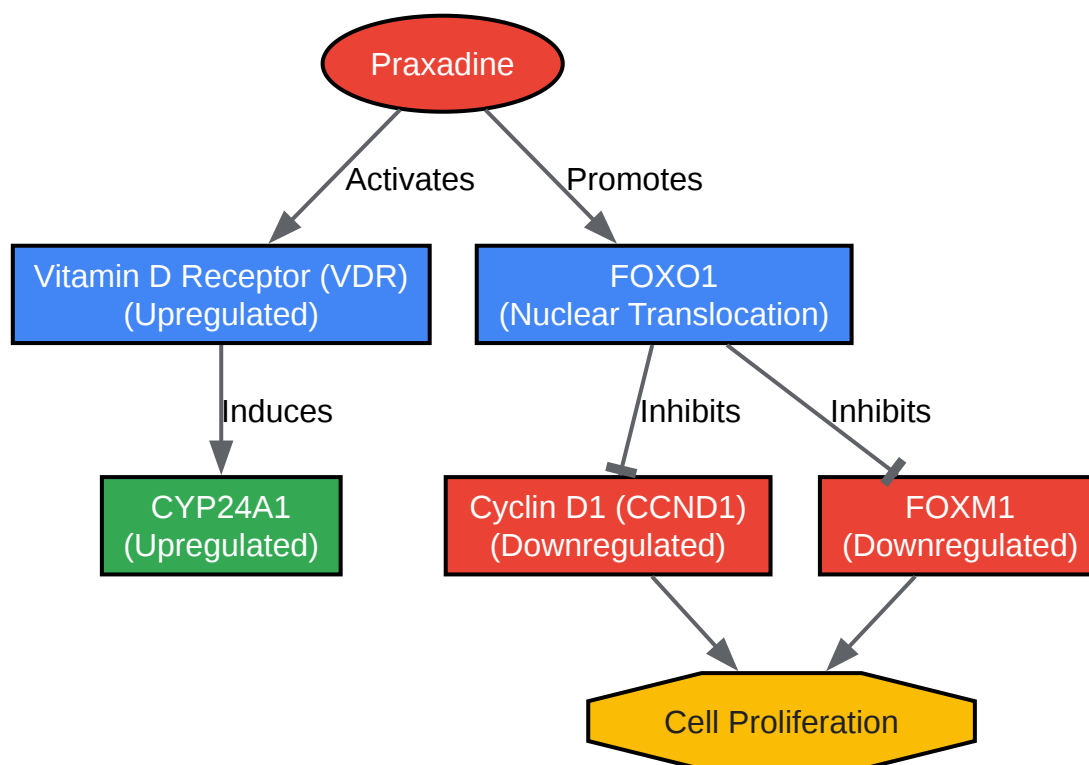 Praxadine
Activates
Promotes
Vitamin D Receptor (VDR)
(Upregulated)
FOXO1
(Nuclear Translocation)
Induces
Inhibits
Inhibits
CYP24A1
(Upregulated)
Cyclin D1 (CCND1)
(Downregulated)
FOXM1
(Downregulated)
Cell Proliferation